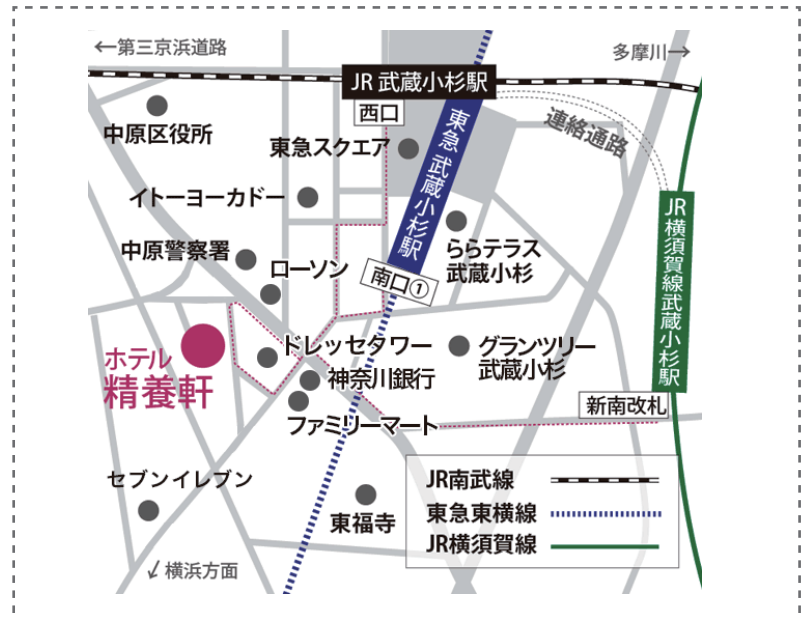 ←第三京浜道路
多摩川→
JR 武蔵小杉駅
西口
中原区役所
東急スクエア
連絡通路
東急 武蔵小杉駅
イトーヨーカドー
JR横須賀線武蔵小杉駅
中原警察署
ららテラス
武蔵小杉
ローソン
南口①
ホテル
精養軒
ドレッセタワー
グランツリー
武蔵小杉
神奈川銀行
新南改札
ファミリーマート
セブンイレブン
東福寺
JR南武線
東急東横線
JR横須賀線
↙横浜方面